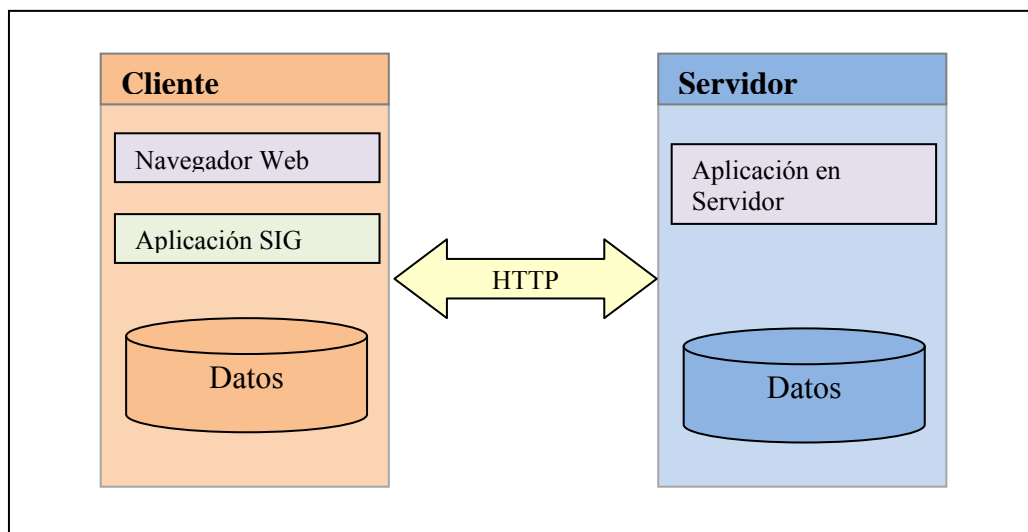 Cliente
Navegador Web
Aplicación SIG
Datos
HTTP
Servidor
Aplicación en
Servidor
Datos